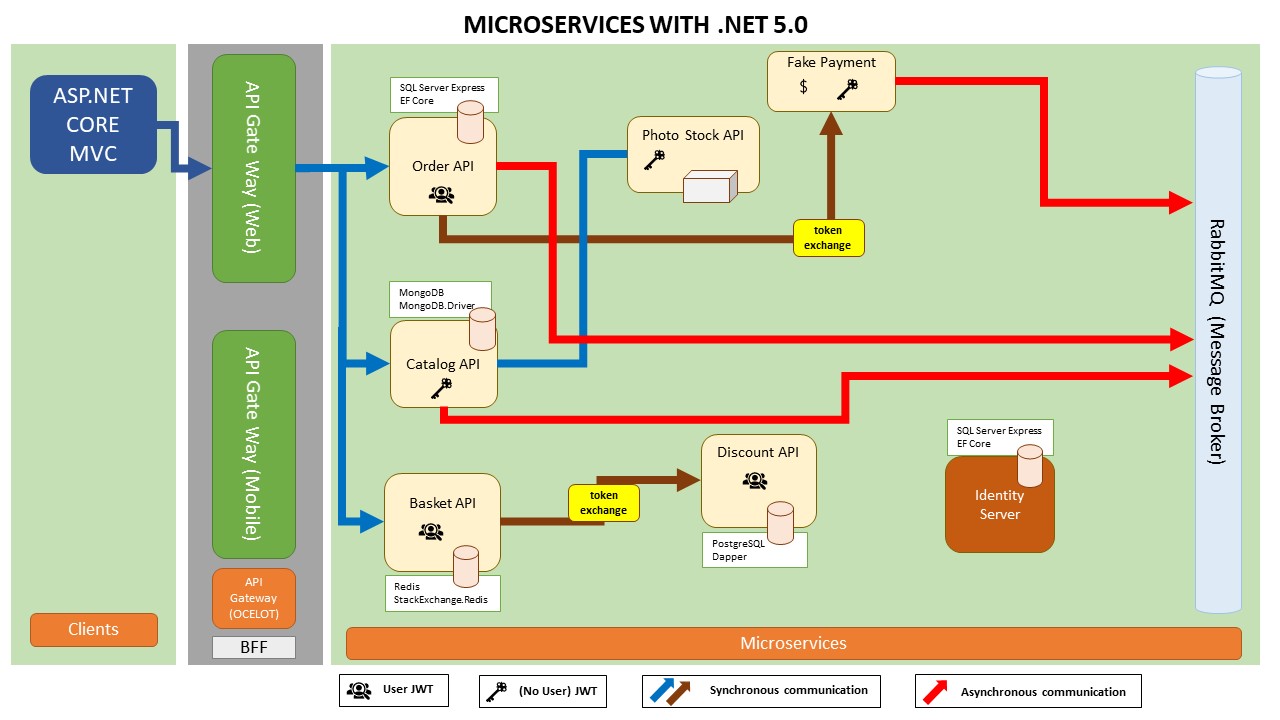 MICROSERVICES WITH .NET 5.0
ASP.NET
CORE
MVC
Clients
API Gate Way (Web)
API Gate Way (Mobile)
API
Gateway
(OCELOT)
BFF
SQL Server Express
EF Core
Order API
Photo Stock API
Fake Payment
$
token
exchange
MongoDB
MongoDB.Driver
Catalog API
Basket API
Redis
StackExchange.Redis
token
exchange
Discount API
PostgreSQL
Dapper
SQL Server Express
EF Core
Identity
Server
RabbitMQ (Message Broker)
Microservices
User JWT
(No User) JWT
Synchronous communication
Asynchronous communication